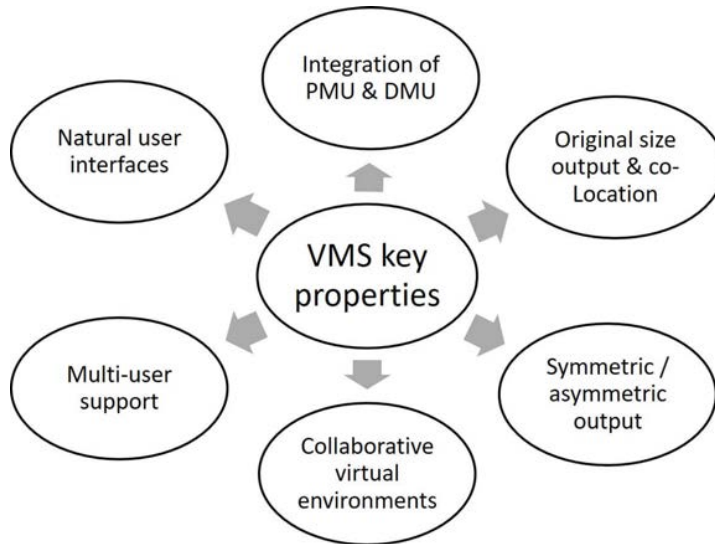 Integration of
PMU & DMU
Natural user
interfaces
Original size
output & co-
Location
VMS key
properties
Multi-user
support
Symmetric /
asymmetric
output
Collaborative
virtual
environments